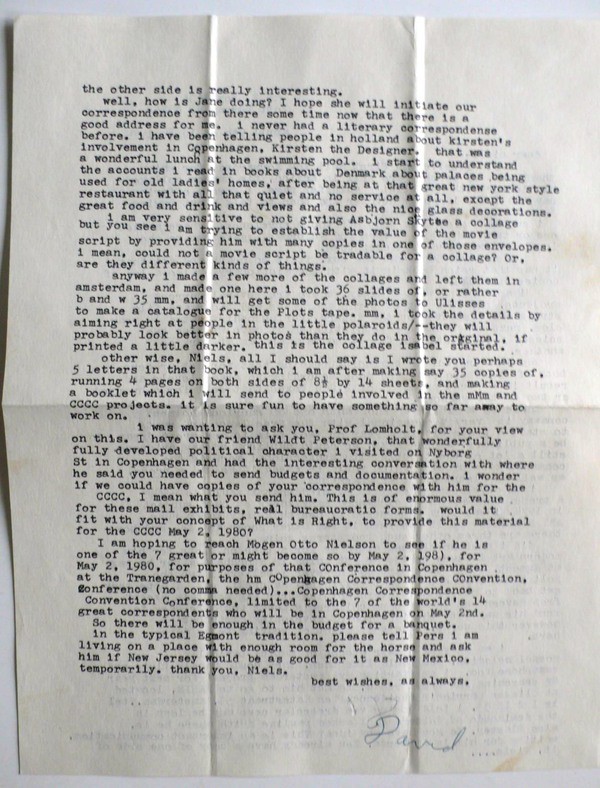 the other side is really interesting.
well, how is Jane doing? I hope she will initiate our
correspondence from there some time now that there is a
good address for me. i never had a literary correspondense
before. i have been telling people in holland about kirsten's
involvement in Copenhagen, Kirsten the Designer. that was
a wonderful lunch at the swimming pool. i start to understand
the accounts i read in books about Denmark about palaces being
used for old ladies' homes, after being at that great new york style
restaurant with all that quiet and no service at all, except the
great food and drink and views and also the nice glass decorations.
i am very sensitive to not giving Asbjorn a collage
but you see i am trying to establish the value of the movie
script by providing him with many copies in one of those envelopes.
i mean, could not a movie script be tradable for a collage? Or,
are they different kinds of things.
anyway i made a few more of the collages and left them in
amsterdam, and made one here i took 36 slides of, or rather
b and w 35 mm, and will get some of the photos to Ulisses
to make a catalogue for the Plots tape. mm, i took the details by
aiming right at people in the little polaroids/--they will
probably look better in photos than they do in the original, if
printed a little darker. this is the collage isabel started.
other wise, Niels, all I should say is I wrote you perhaps
5 letters in that book, which i am after making may 35 copies of,
running 4 pages on both sides of 8½ by 14 sheets, and making
a booklet which i will send to people involved in the mMm and
CCCC projects. it is sure fun to have something so far away to
work on.
i was wanting to ask you, Prof Lomholt, for your view
on this. I have our friend Wildt Peterson, that wonderfully
fully developed political character i visited on Nyborg
St in Copenhagen and had the interesting conversation with where
he said you needed to send budgets and documentation. i wonder
if we could have copies of your correspondence with him for the
CCCC, I mean what you send him. This is of enormous value
for these mail exhibits, real bureaucratic forms. would it
fit with your concept of What is Right, to provide this material
for the CCCC May 2, 1980?
I am hoping to reach Mogen Otto Nielson to see if he is
one of the 7 great or might become so by May 2, 198), for
May 2, 1980, for purposes of that COnference in Copenhagen
at the Tranegarden, the hm COpenhagen Correspondence COnvention,
Conference (no comma needed)...Copenhagen Correspondence
Convention Conference, limited to the 7 of the world's 14
great correspondents who will be in Copenhagen on May 2nd.
So there will be enough in the budget for a banquet.
in the typical Egmont tradition. please tell Pers i am
living on a place with enough room for the horse and ask
him if New Jersey would be as good for it as New Mexico,
temporarily. thank you, Niels.
best wishes, as always,
David....